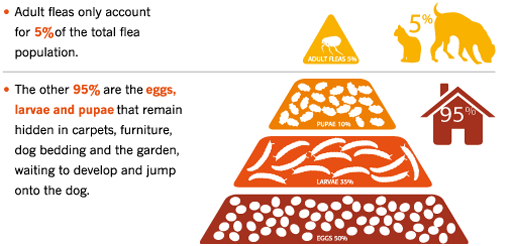 • Adult fleas only account
for 5% of the total flea
population.
5%
ADULT FLEAS 5%
• The other 95% are the eggs,
larvae and pupae that remain
hidden in carpets, furniture,
dog bedding and the garden,
waiting to develop and jump
onto the dog.
PUPAE 10%
95%
LARVAE 35%
EGGS 50%